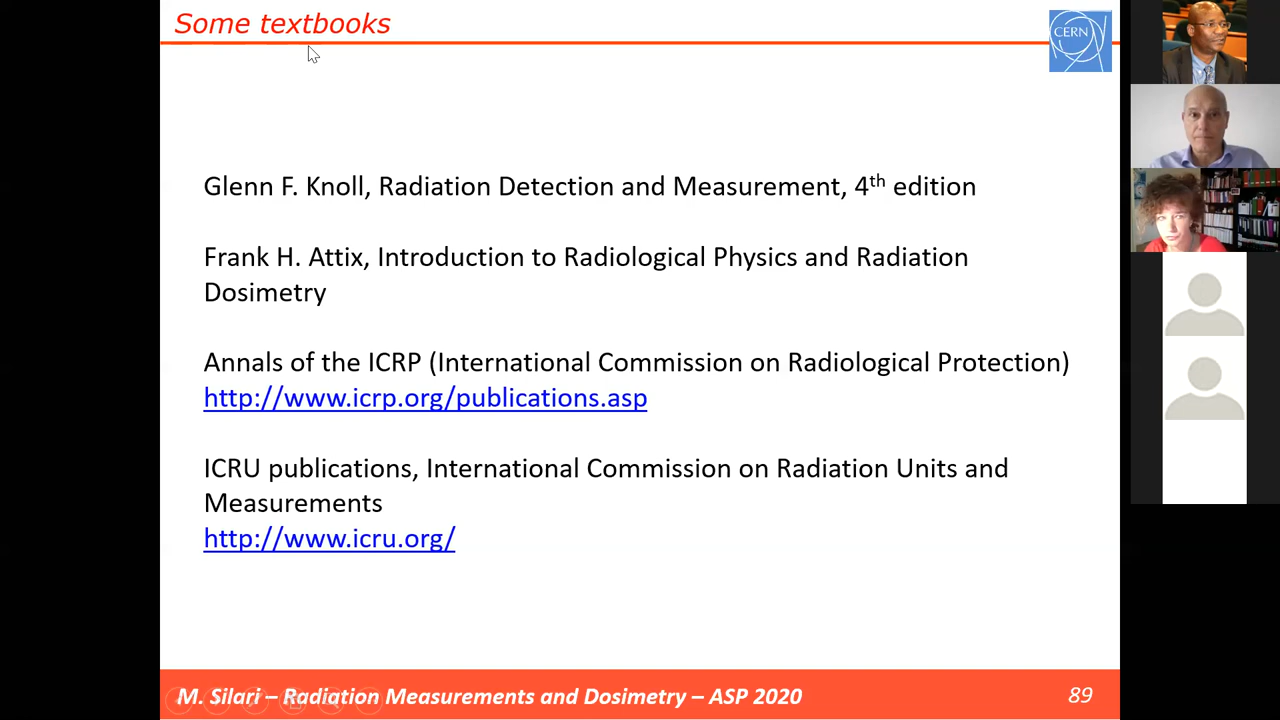 Some textbooks
CERN
Glenn F. Knoll, Radiation Detection and Measurement, 4th edition
Frank H. Attix, Introduction to Radiological Physics and Radiation
Dosimetry
Annals of the ICRP (International Commission on Radiological Protection)
http://www.icrp.org/publications.asp
ICRU publications, International Commission on Radiation Units and
Measurements
http://www.icru.org/
M. Silari – Radiation Measurements and Dosimetry – ASP 2020
89